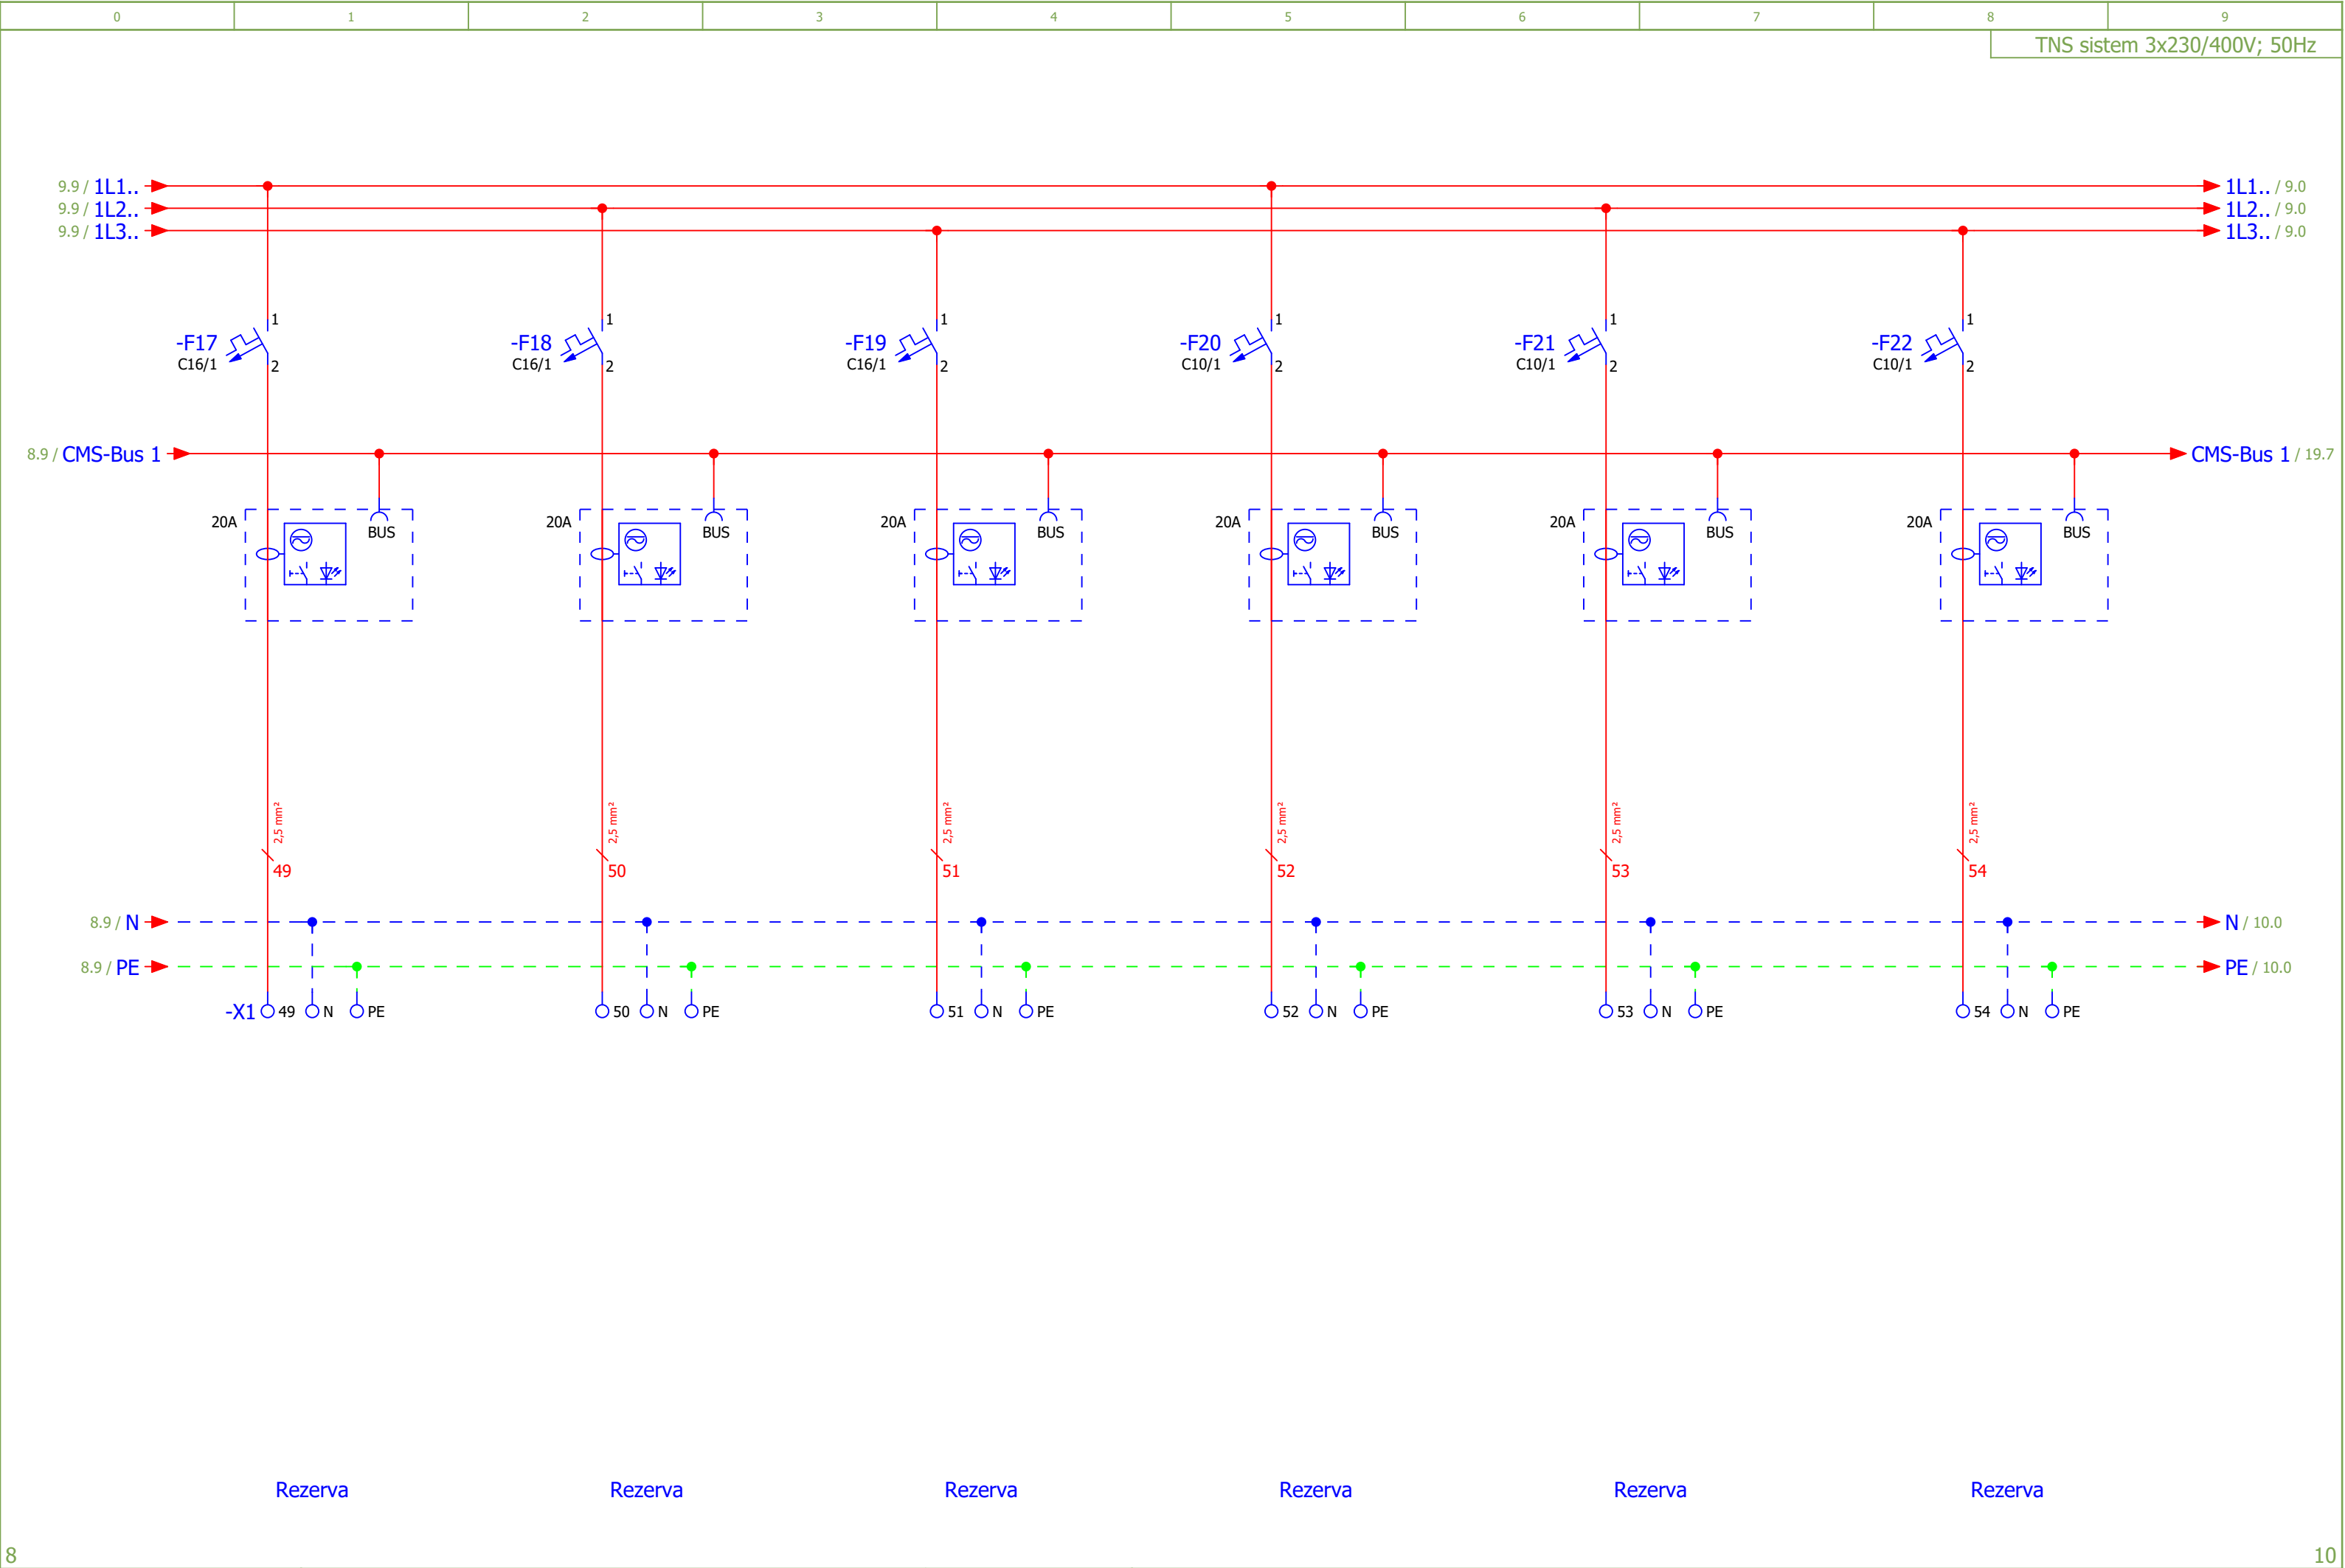 0 1 2 3 4 5 6 7 8 9
TNS sistem 3x230/400V; 50Hz
9.9 / 1L1.. 1L1.. / 9.0
9.9 / 1L2.. 1L2.. / 9.0
9.9 / 1L3.. 1L3.. / 9.0
1 1 1 1 1 1
-F17 -F18 -F19 -F20 -F21 -F22
C16/1 C16/1 C16/1 C10/1 C10/1 C10/1
2 2 2 2 2 2
8.9 / CMS-Bus 1 CMS-Bus 1 / 19.7
20A 20A 20A 20A 20A 20A
BUS BUS BUS BUS BUS BUS
2,5 mm² 2,5 mm² 2,5 mm² 2,5 mm² 2,5 mm² 2,5 mm²
49 50 51 52 53 54
8.9 / N N / 10.0
8.9 / PE PE / 10.0
-X1 49 N PE 50 N PE 51 N PE 52 N PE 53 N PE 54 N PE
Rezerva Rezerva Rezerva Rezerva Rezerva Rezerva
8 10